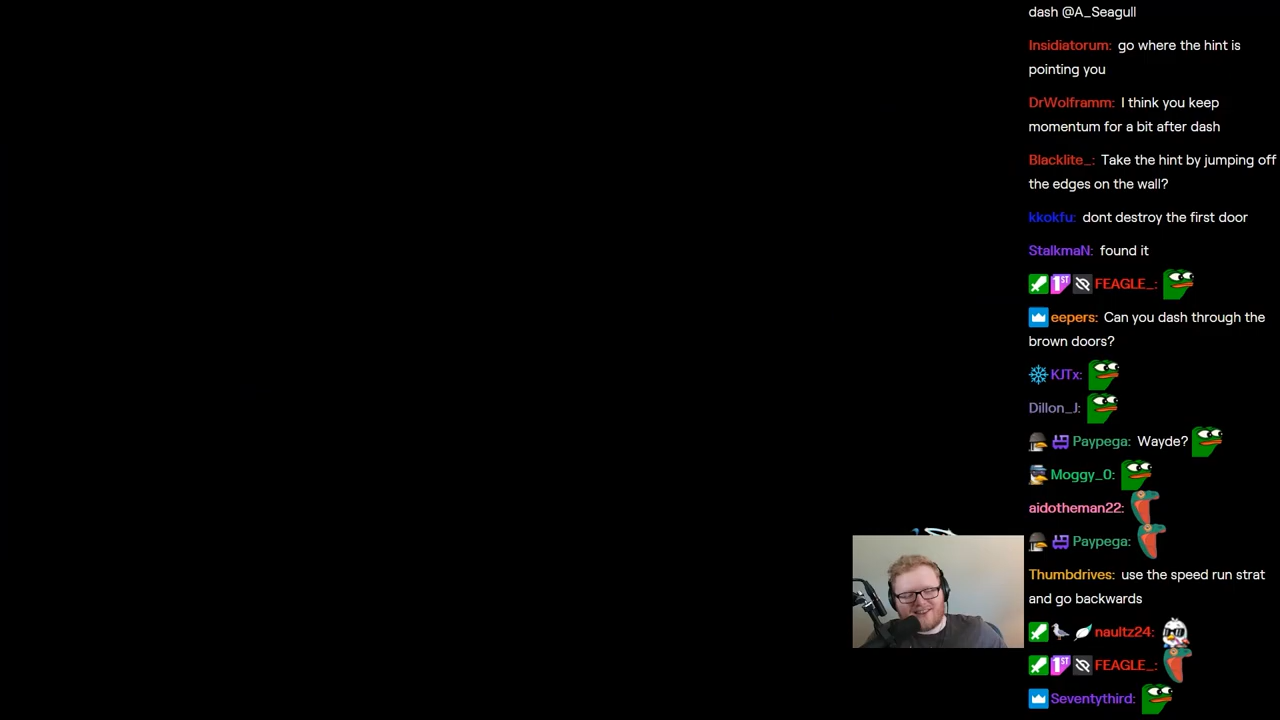 dash @A_Seagull
Insidiatorum: go where the hint is
pointing you
DrWolframm: I think you keep
momentum for a bit after dash
Blacklite_: Take the hint by jumping off
the edges on the wall?
kkokfu: dont destroy the first door
StalkmaN: found it
1ST FEAGLE_:
eepers: Can you dash through the
brown doors?
KJTx:
Dillon_J:
Paypega: Wayde?
Moggy_0:
aidotheman22:
Paypega:
Thumbdrives: use the speed run strat
and go backwards
naultz24:
1ST FEAGLE_:
Seventythird: